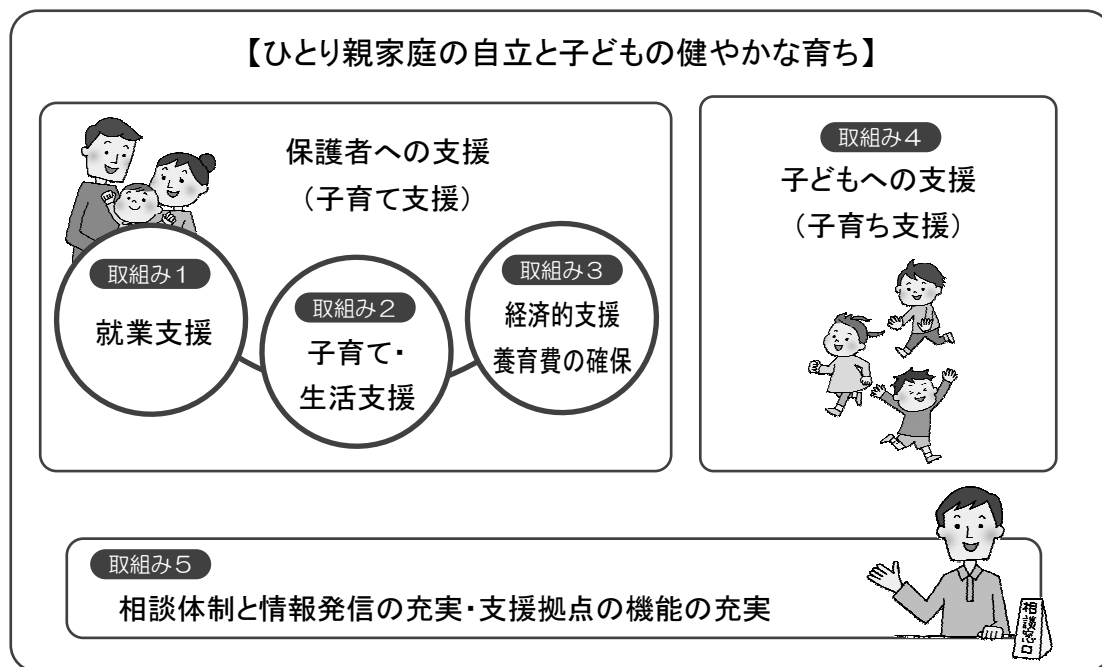 【ひとり親家庭の自立と子どもの健やかな育ち】
保護者への支援
（子育て支援）
取組み１
就業支援
取組み２
子育て・
生活支援
取組み３
経済的支援
養育費の確保
取組み４
子どもへの支援
（子育ち支援）
取組み５
相談体制と情報発信の充実・支援拠点の機能の充実
相談窓口